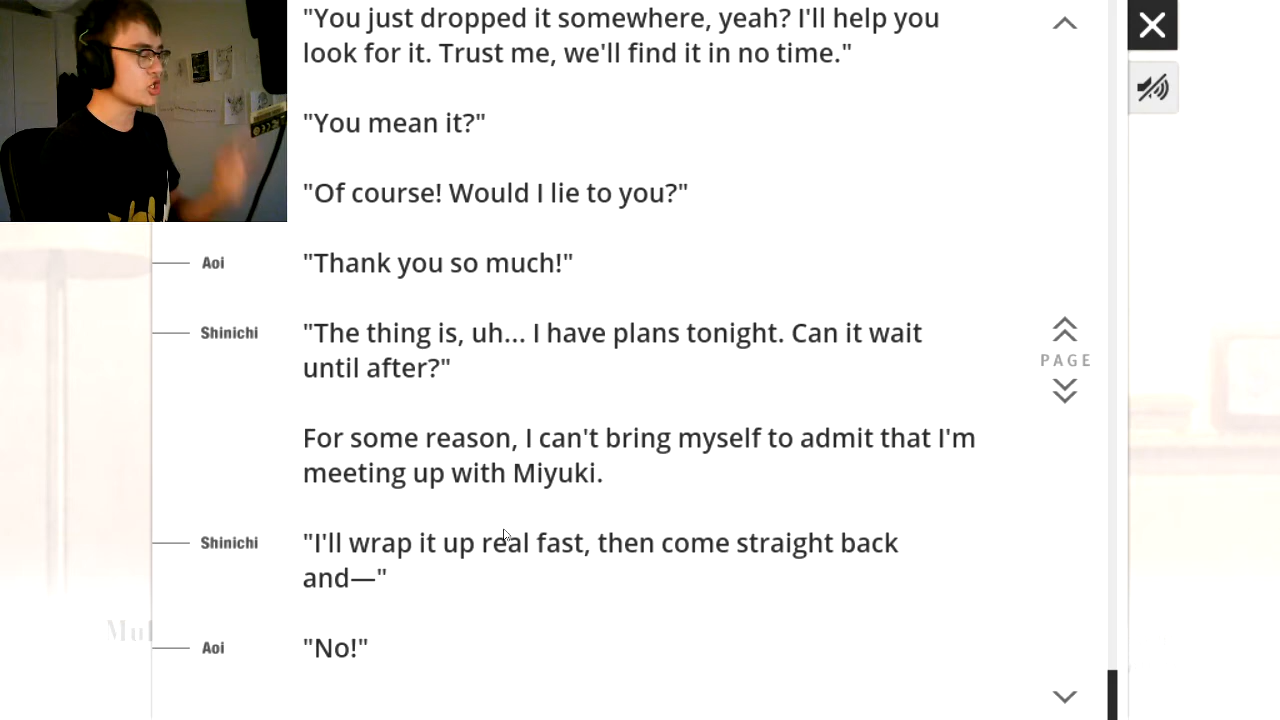 "You just dropped it somewhere, yeah? I'll help you
look for it. Trust me, we'll find it in no time."
"You mean it?"
"Of course! Would I lie to you?"
Aoi
"Thank you so much!"
Shinichi
"The thing is, uh... I have plans tonight. Can it wait
until after?"
PAGE
For some reason, I can't bring myself to admit that I'm
meeting up with Miyuki.
Shinichi
"I'll wrap it up real fast, then come straight back
and—"
Aoi
"No!"